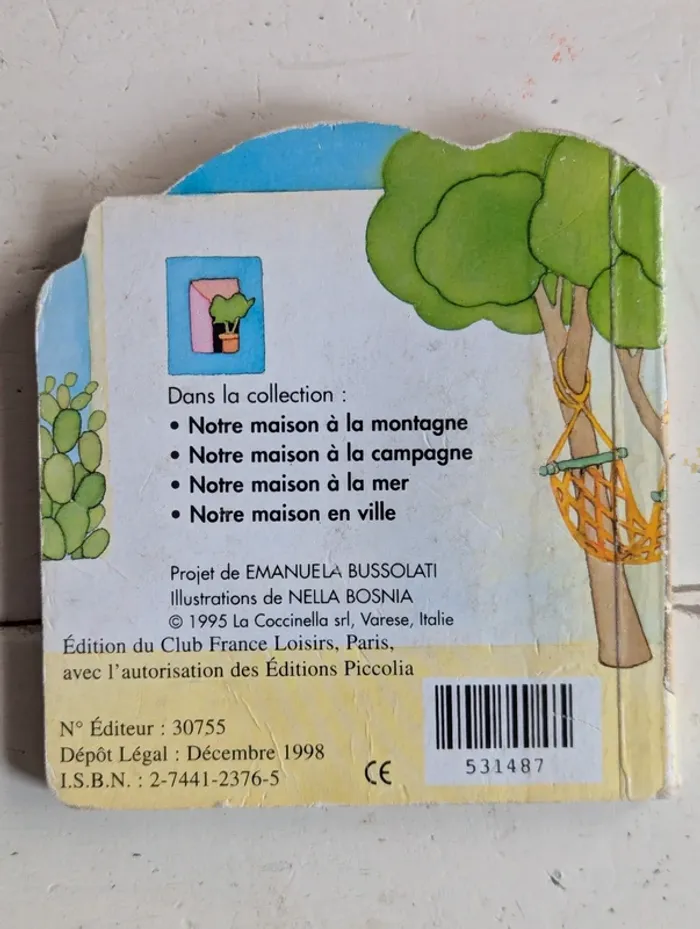 Dans la collection :
• Notre maison à la montagne
• Notre maison à la campagne
• Notre maison à la mer
• Notre maison en ville
Projet de EMANUELA BUSSOLATI
Illustrations de NELLA BOSNIA
© 1995 La Coccinella srl, Varese, Italie
Édition du Club France Loisirs, Paris,
avec l'autorisation des Éditions Piccolia
N° Éditeur : 30755
Dépôt Légal : Décembre 1998
I.S.B.N. : 2-7441-2376-5
CE
531487